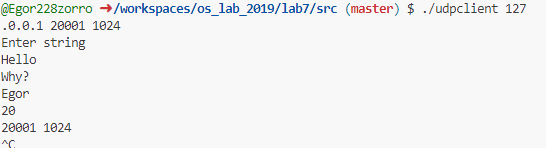 @Egor228zorro ➜/workspaces/os_lab_2019/lab7/src (master) $ ./udpclient 127
.0.0.1 20001 1024
Enter string
Hello
Why?
Egor
20
20001 1024
^C